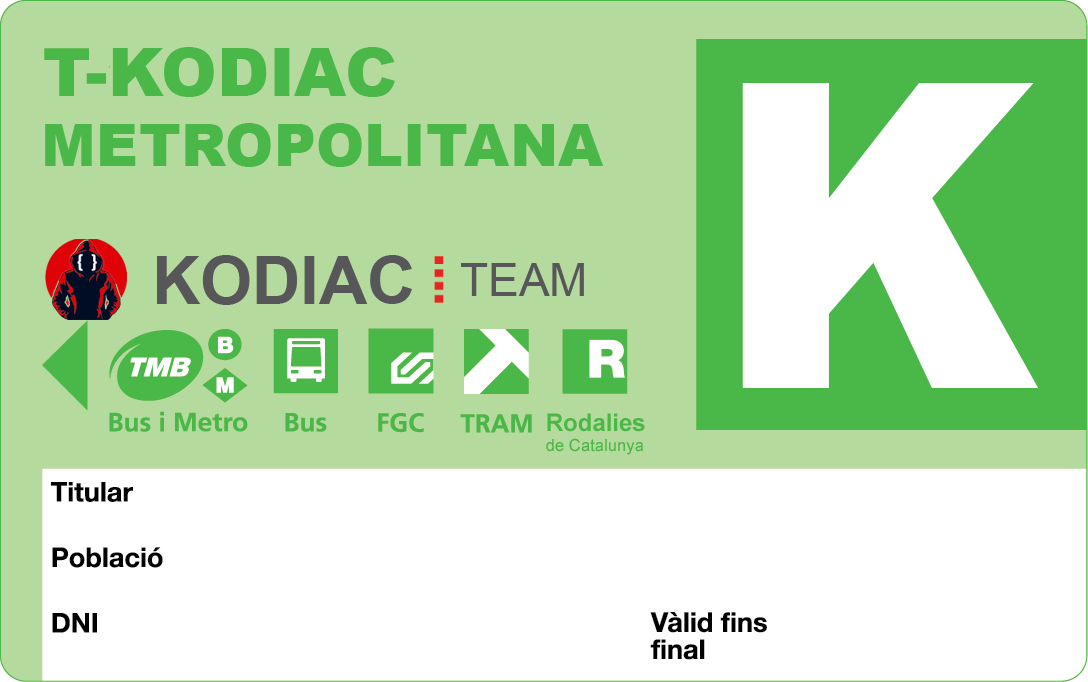 T-KODIAC
METROPOLITANA
K
KODIAC TEAM
TMB B M R
Bus i Metro Bus FGC TRAM Rodalies
de Catalunya
Titular
Població
DNI
Vàlid fins
final